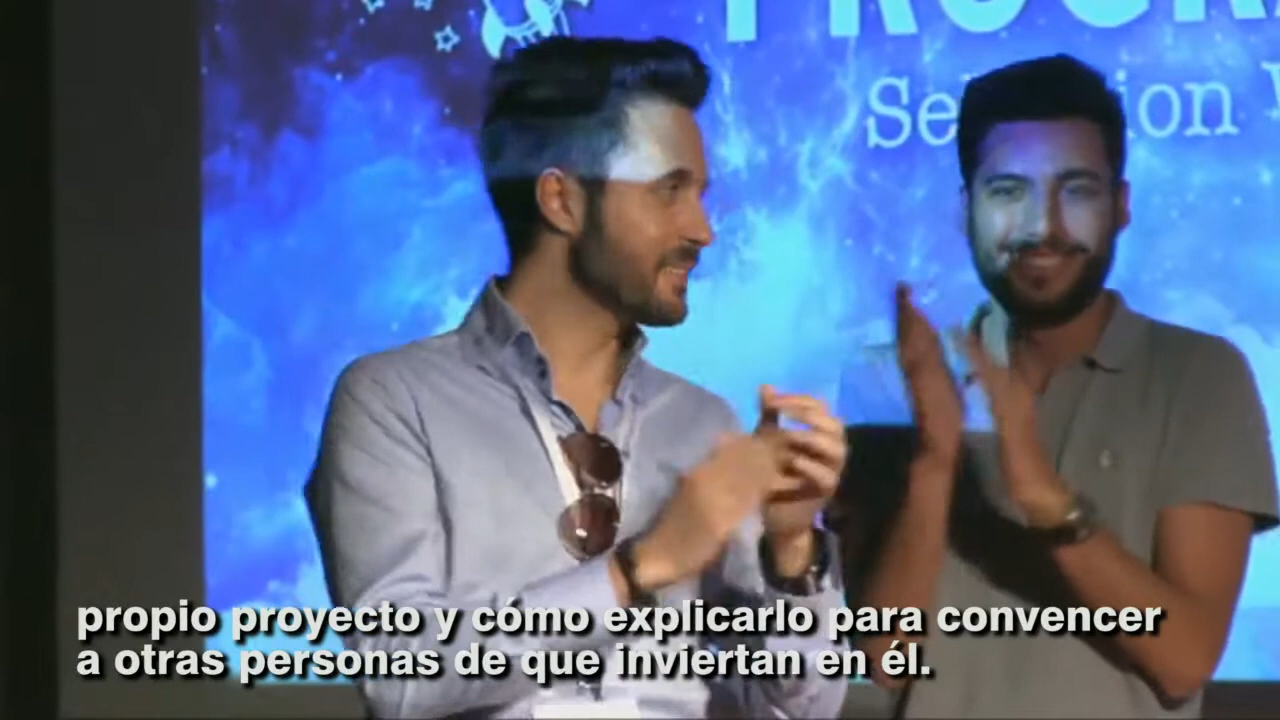 propio proyecto y cómo explicarlo para convencer
a otras personas de que inviertan en él.